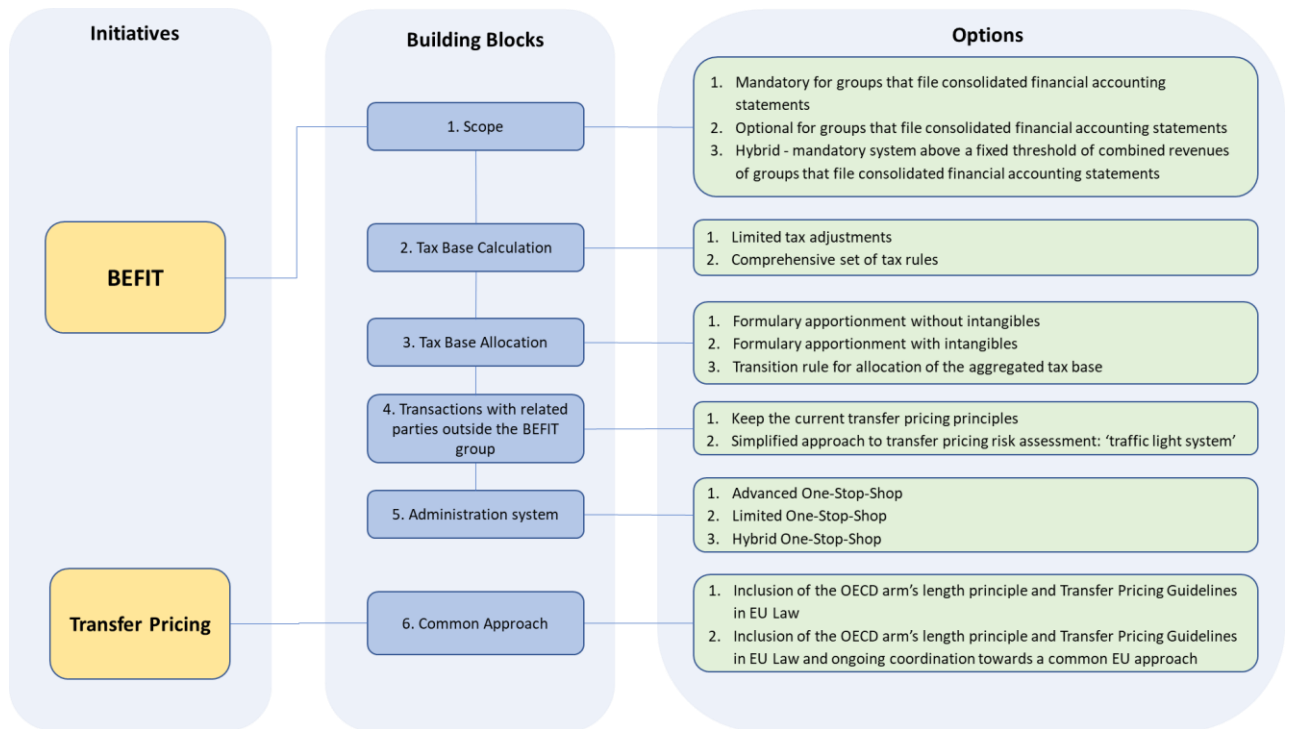 Initiatives
Building Blocks
Options
BEFIT
Transfer Pricing
1. Scope
2. Tax Base Calculation
3. Tax Base Allocation
4. Transactions with related
parties outside the BEFIT
group
5. Administration system
6. Common Approach
1. Mandatory for groups that file consolidated financial accounting
statements
2. Optional for groups that file consolidated financial accounting statements
3. Hybrid - mandatory system above a fixed threshold of combined revenues
of groups that file consolidated financial accounting statements
1. Limited tax adjustments
2. Comprehensive set of tax rules
1. Formulary apportionment without intangibles
2. Formulary apportionment with intangibles
3. Transition rule for allocation of the aggregated tax base
1. Keep the current transfer pricing principles
2. Simplified approach to transfer pricing risk assessment: ‘traffic light system’
1. Advanced One-Stop-Shop
2. Limited One-Stop-Shop
3. Hybrid One-Stop-Shop
1. Inclusion of the OECD arm’s length principle and Transfer Pricing Guidelines
in EU Law
2. Inclusion of the OECD arm’s length principle and Transfer Pricing Guidelines
in EU Law and ongoing coordination towards a common EU approach